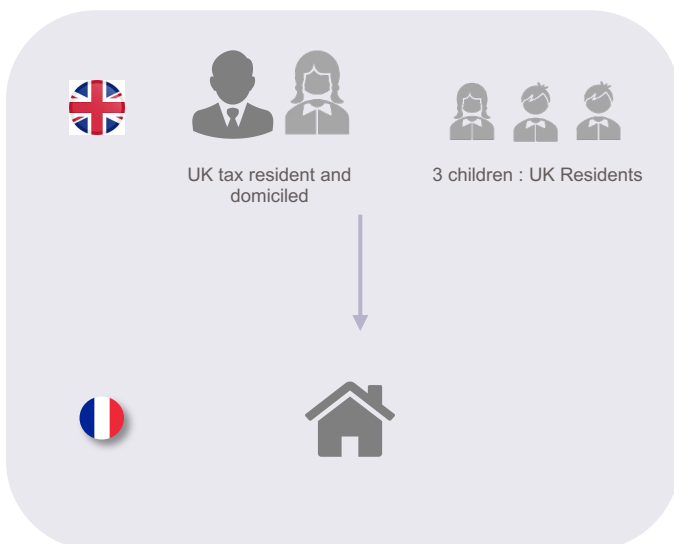 UK tax resident and
domiciled
3 children : UK Residents